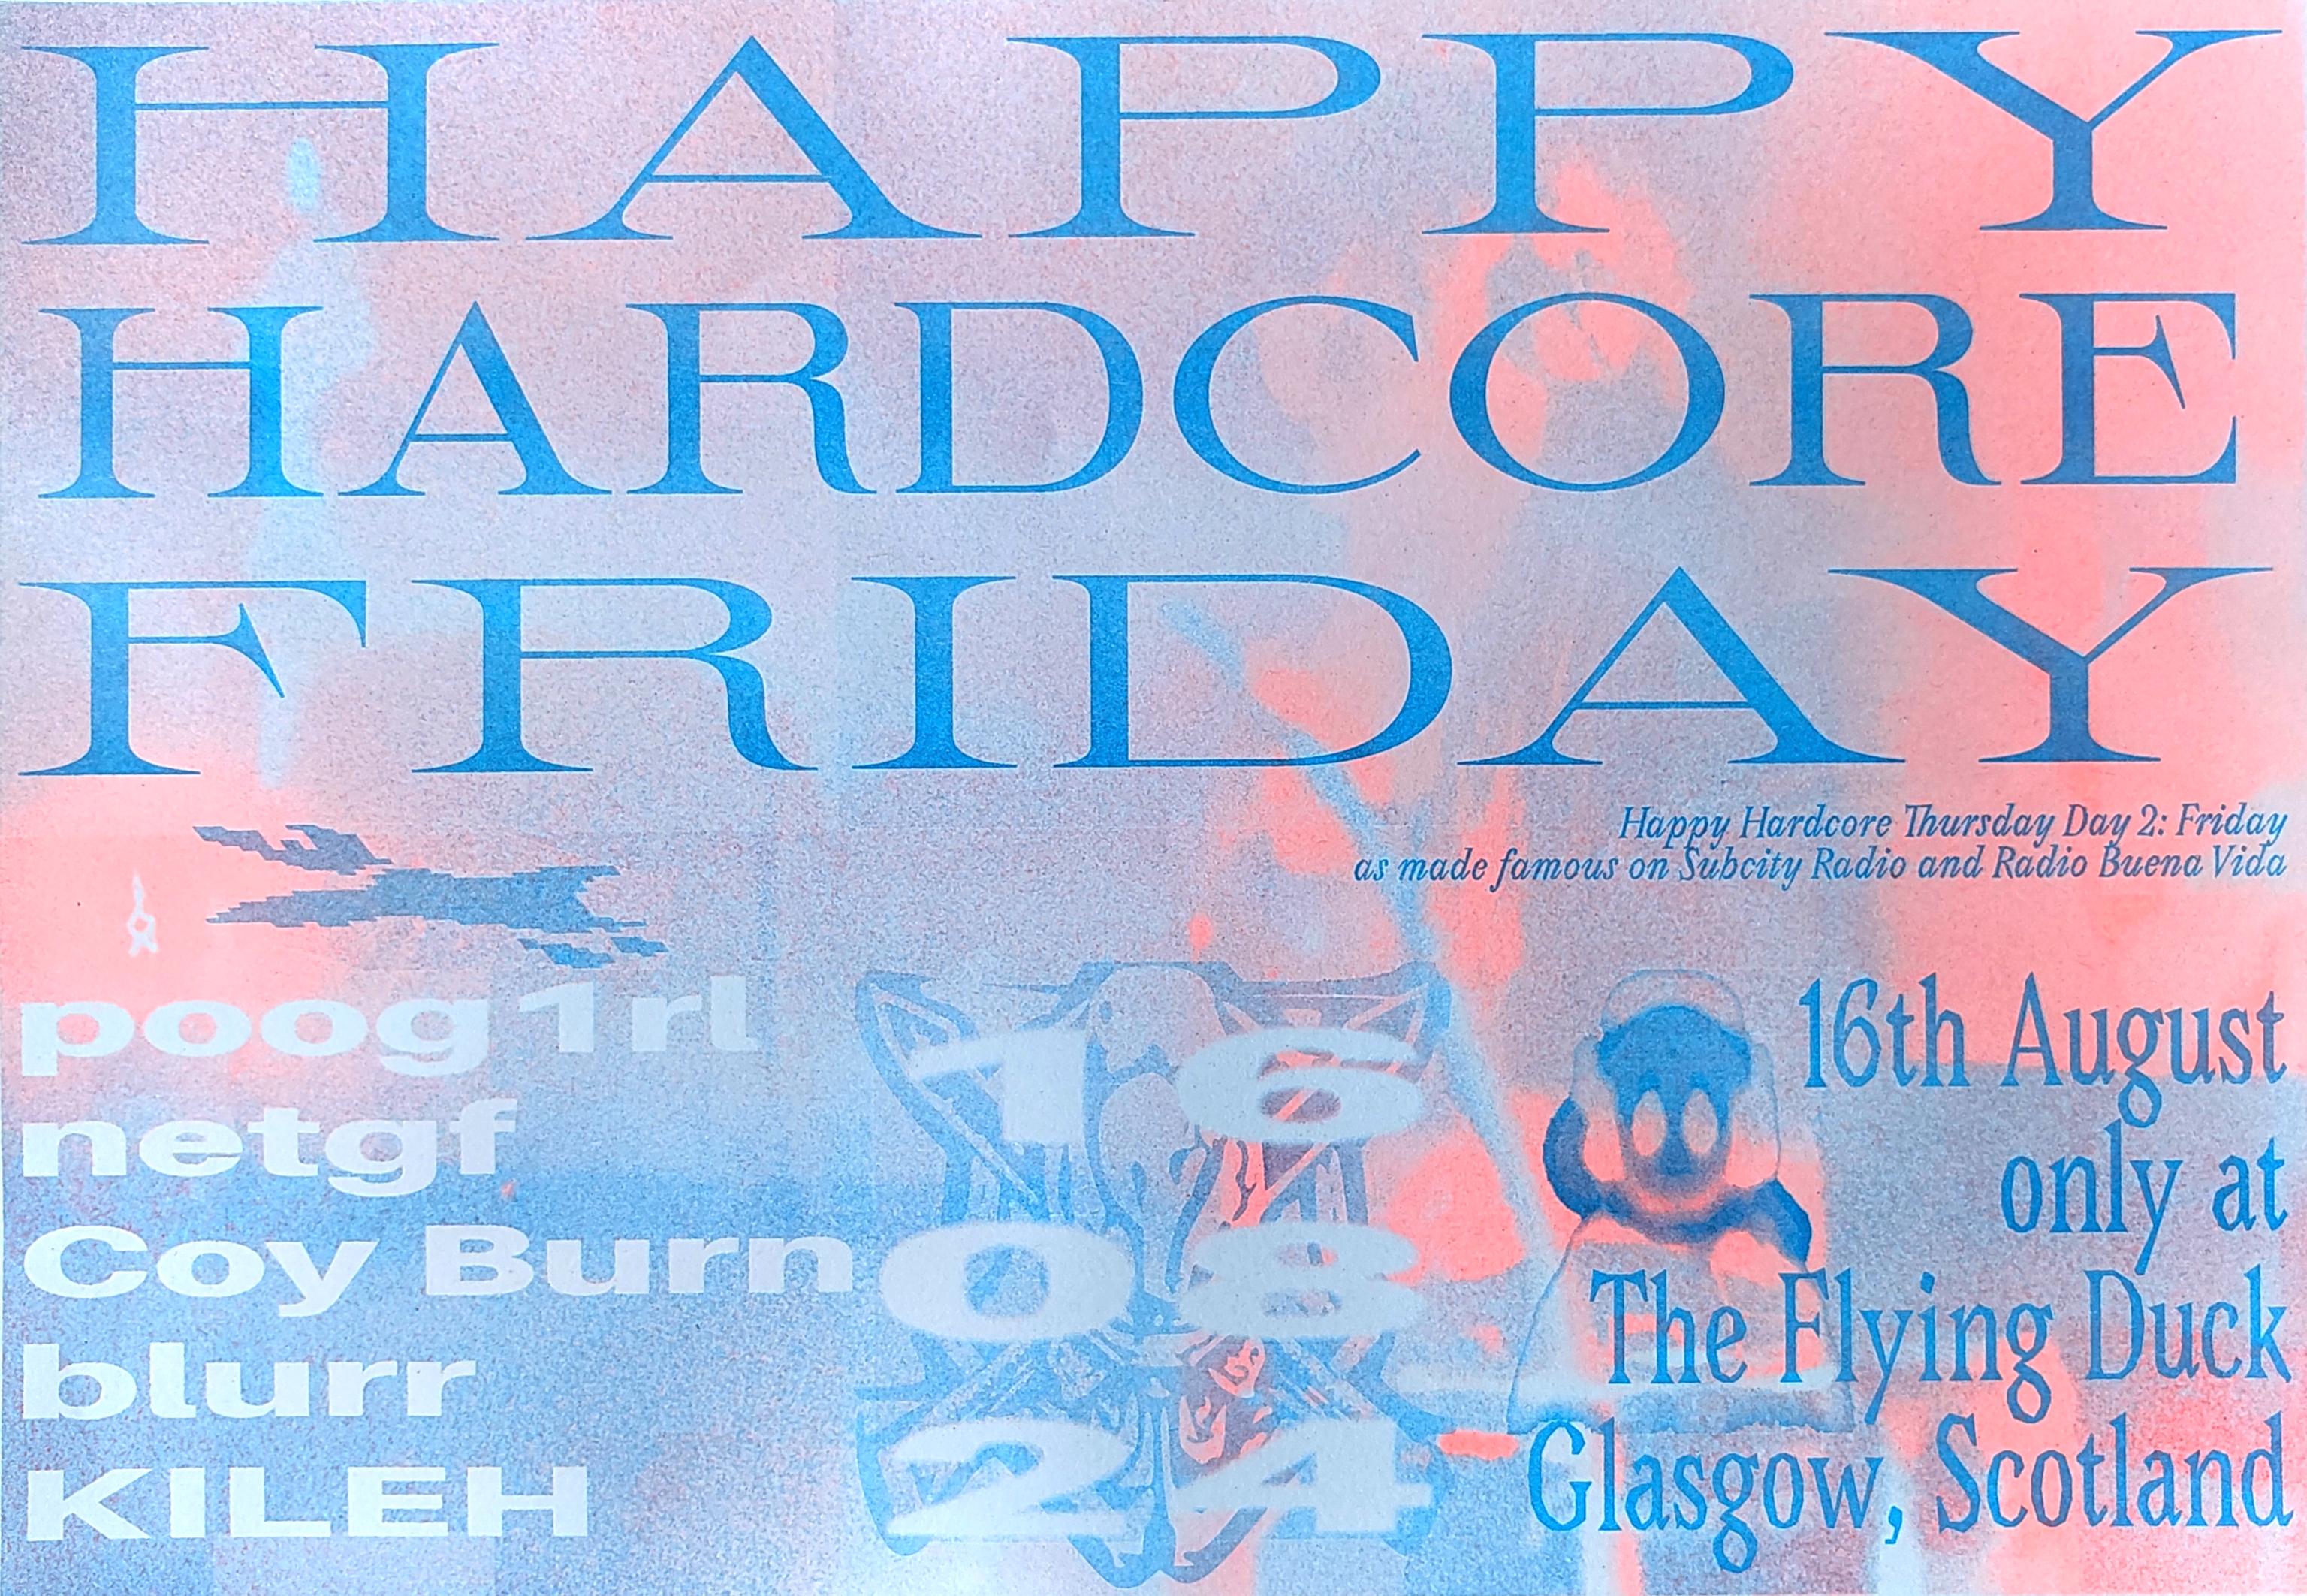 HAPPY
HARDCORE
FRIDAY
Happy Hardcore Thursday Day 2: Friday
as made famous on Subcity Radio and Radio Buena Vida
poog1rl
netgf
Coy Burn
blurr
KILEH
16
08
24
16th August
only at
The Flying Duck
Glasgow, Scotland